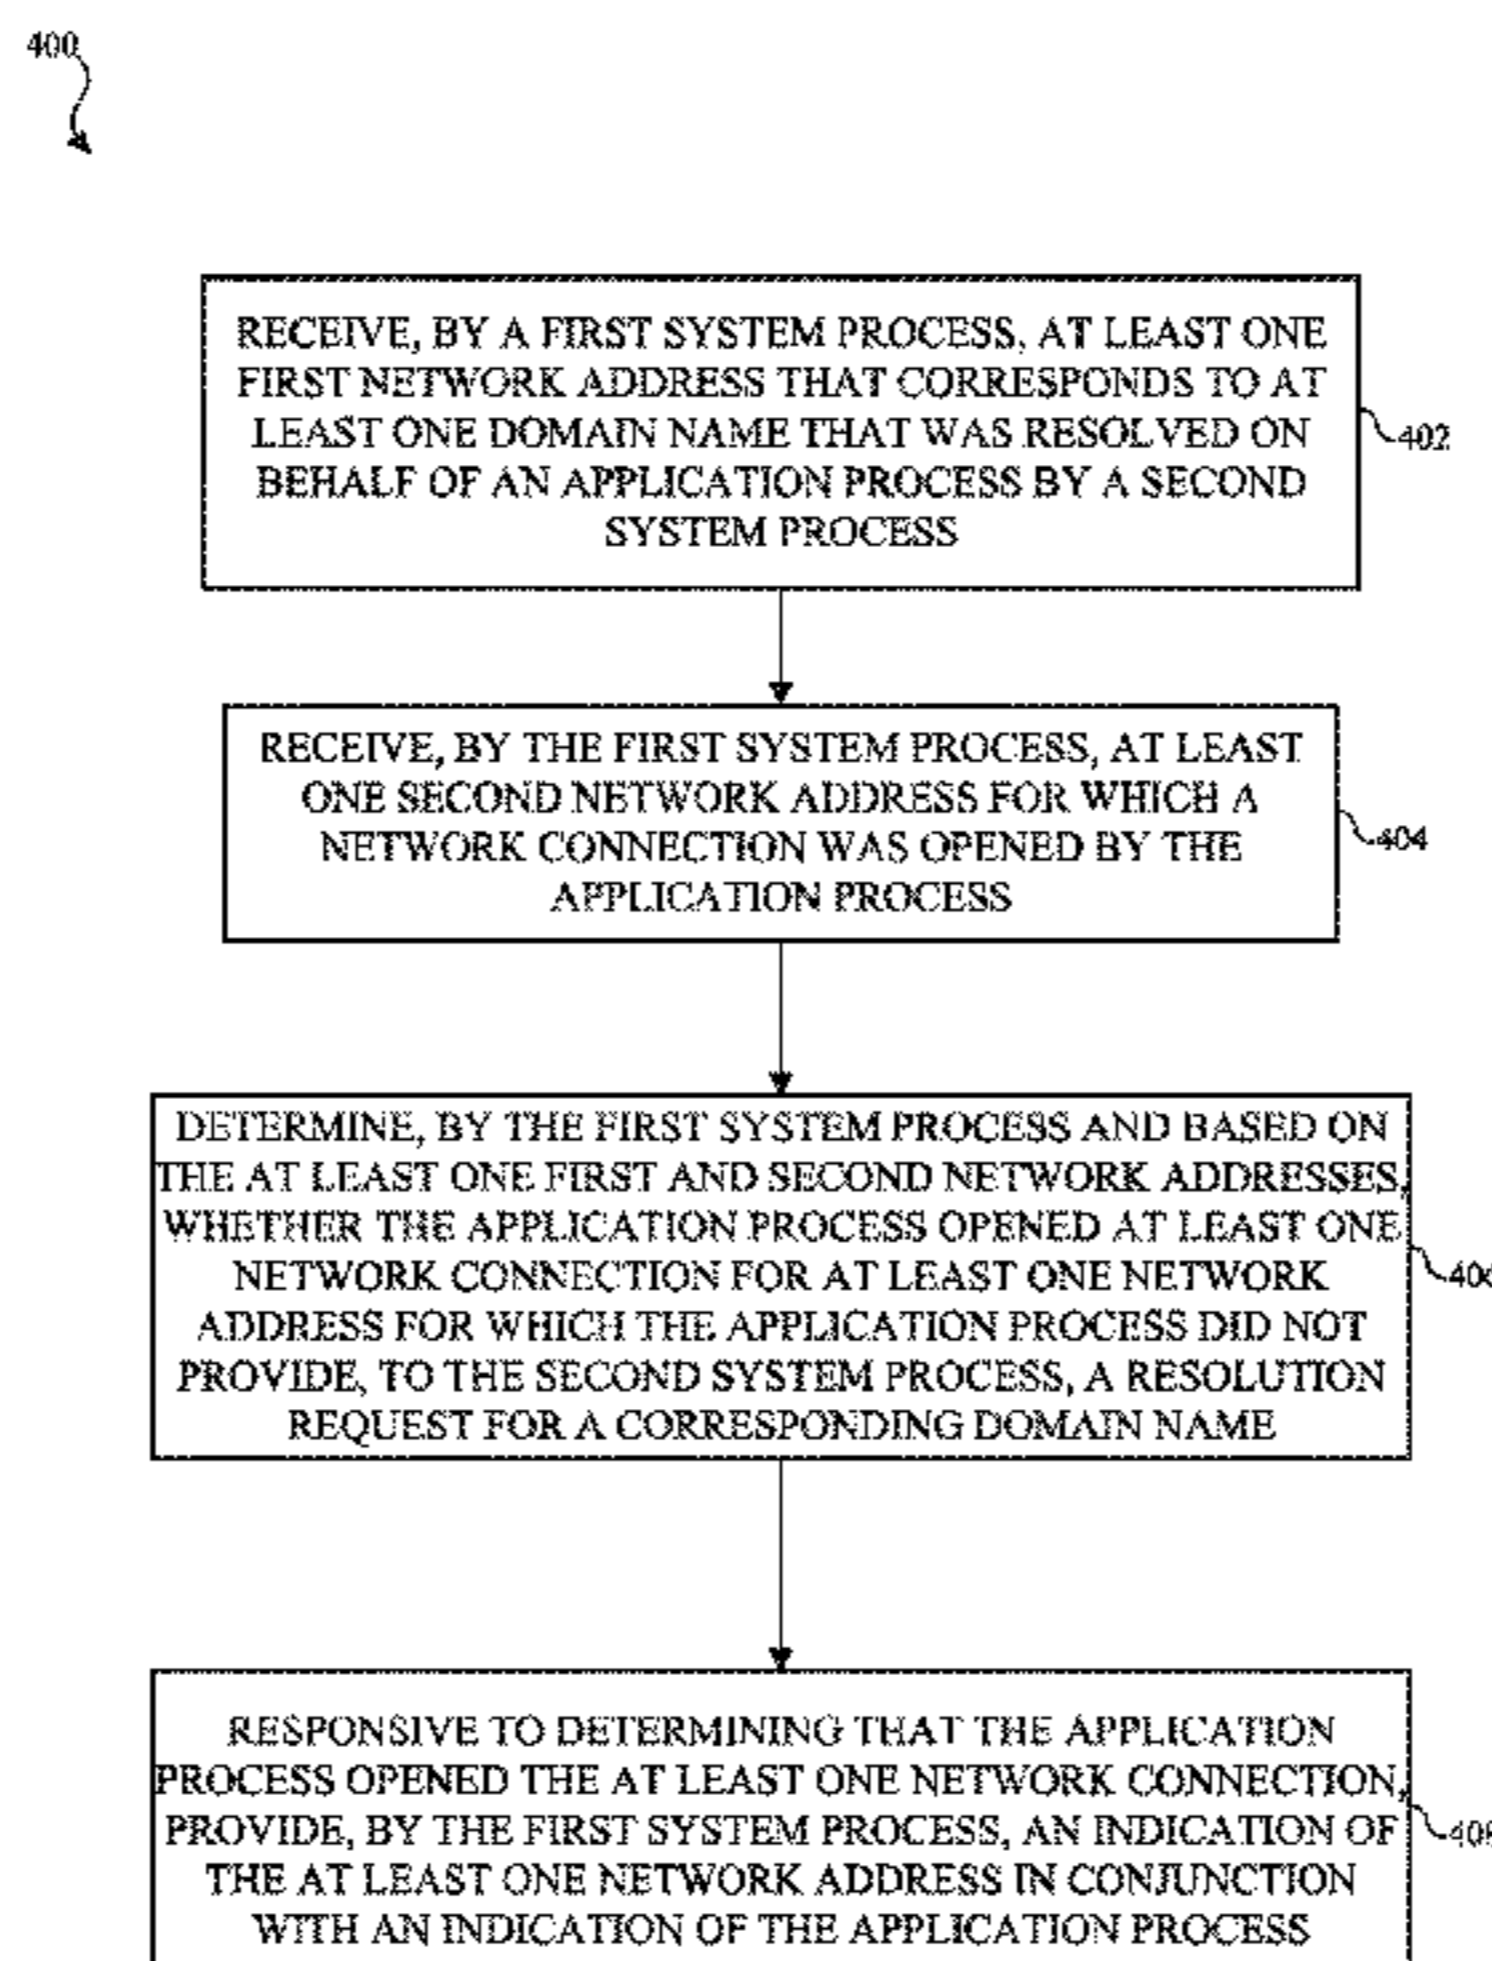 400
RECEIVE, BY A FIRST SYSTEM PROCESS, AT LEAST ONE
FIRST NETWORK ADDRESS THAT CORRESPONDS TO AT
LEAST ONE DOMAIN NAME THAT WAS RESOLVED ON
BEHALF OF AN APPLICATION PROCESS BY A SECOND
SYSTEM PROCESS
402
RECEIVE, BY THE FIRST SYSTEM PROCESS, AT LEAST
ONE SECOND NETWORK ADDRESS FOR WHICH A
NETWORK CONNECTION WAS OPENED BY THE
APPLICATION PROCESS
404
DETERMINE, BY THE FIRST SYSTEM PROCESS AND BASED ON
THE AT LEAST ONE FIRST AND SECOND NETWORK ADDRESSES,
WHETHER THE APPLICATION PROCESS OPENED AT LEAST ONE
NETWORK CONNECTION FOR AT LEAST ONE NETWORK
ADDRESS FOR WHICH THE APPLICATION PROCESS DID NOT
PROVIDE, TO THE SECOND SYSTEM PROCESS, A RESOLUTION
REQUEST FOR A CORRESPONDING DOMAIN NAME
406
RESPONSIVE TO DETERMINING THAT THE APPLICATION
PROCESS OPENED THE AT LEAST ONE NETWORK CONNECTION,
PROVIDE, BY THE FIRST SYSTEM PROCESS, AN INDICATION OF
THE AT LEAST ONE NETWORK ADDRESS IN CONJUNCTION
WITH AN INDICATION OF THE APPLICATION PROCESS